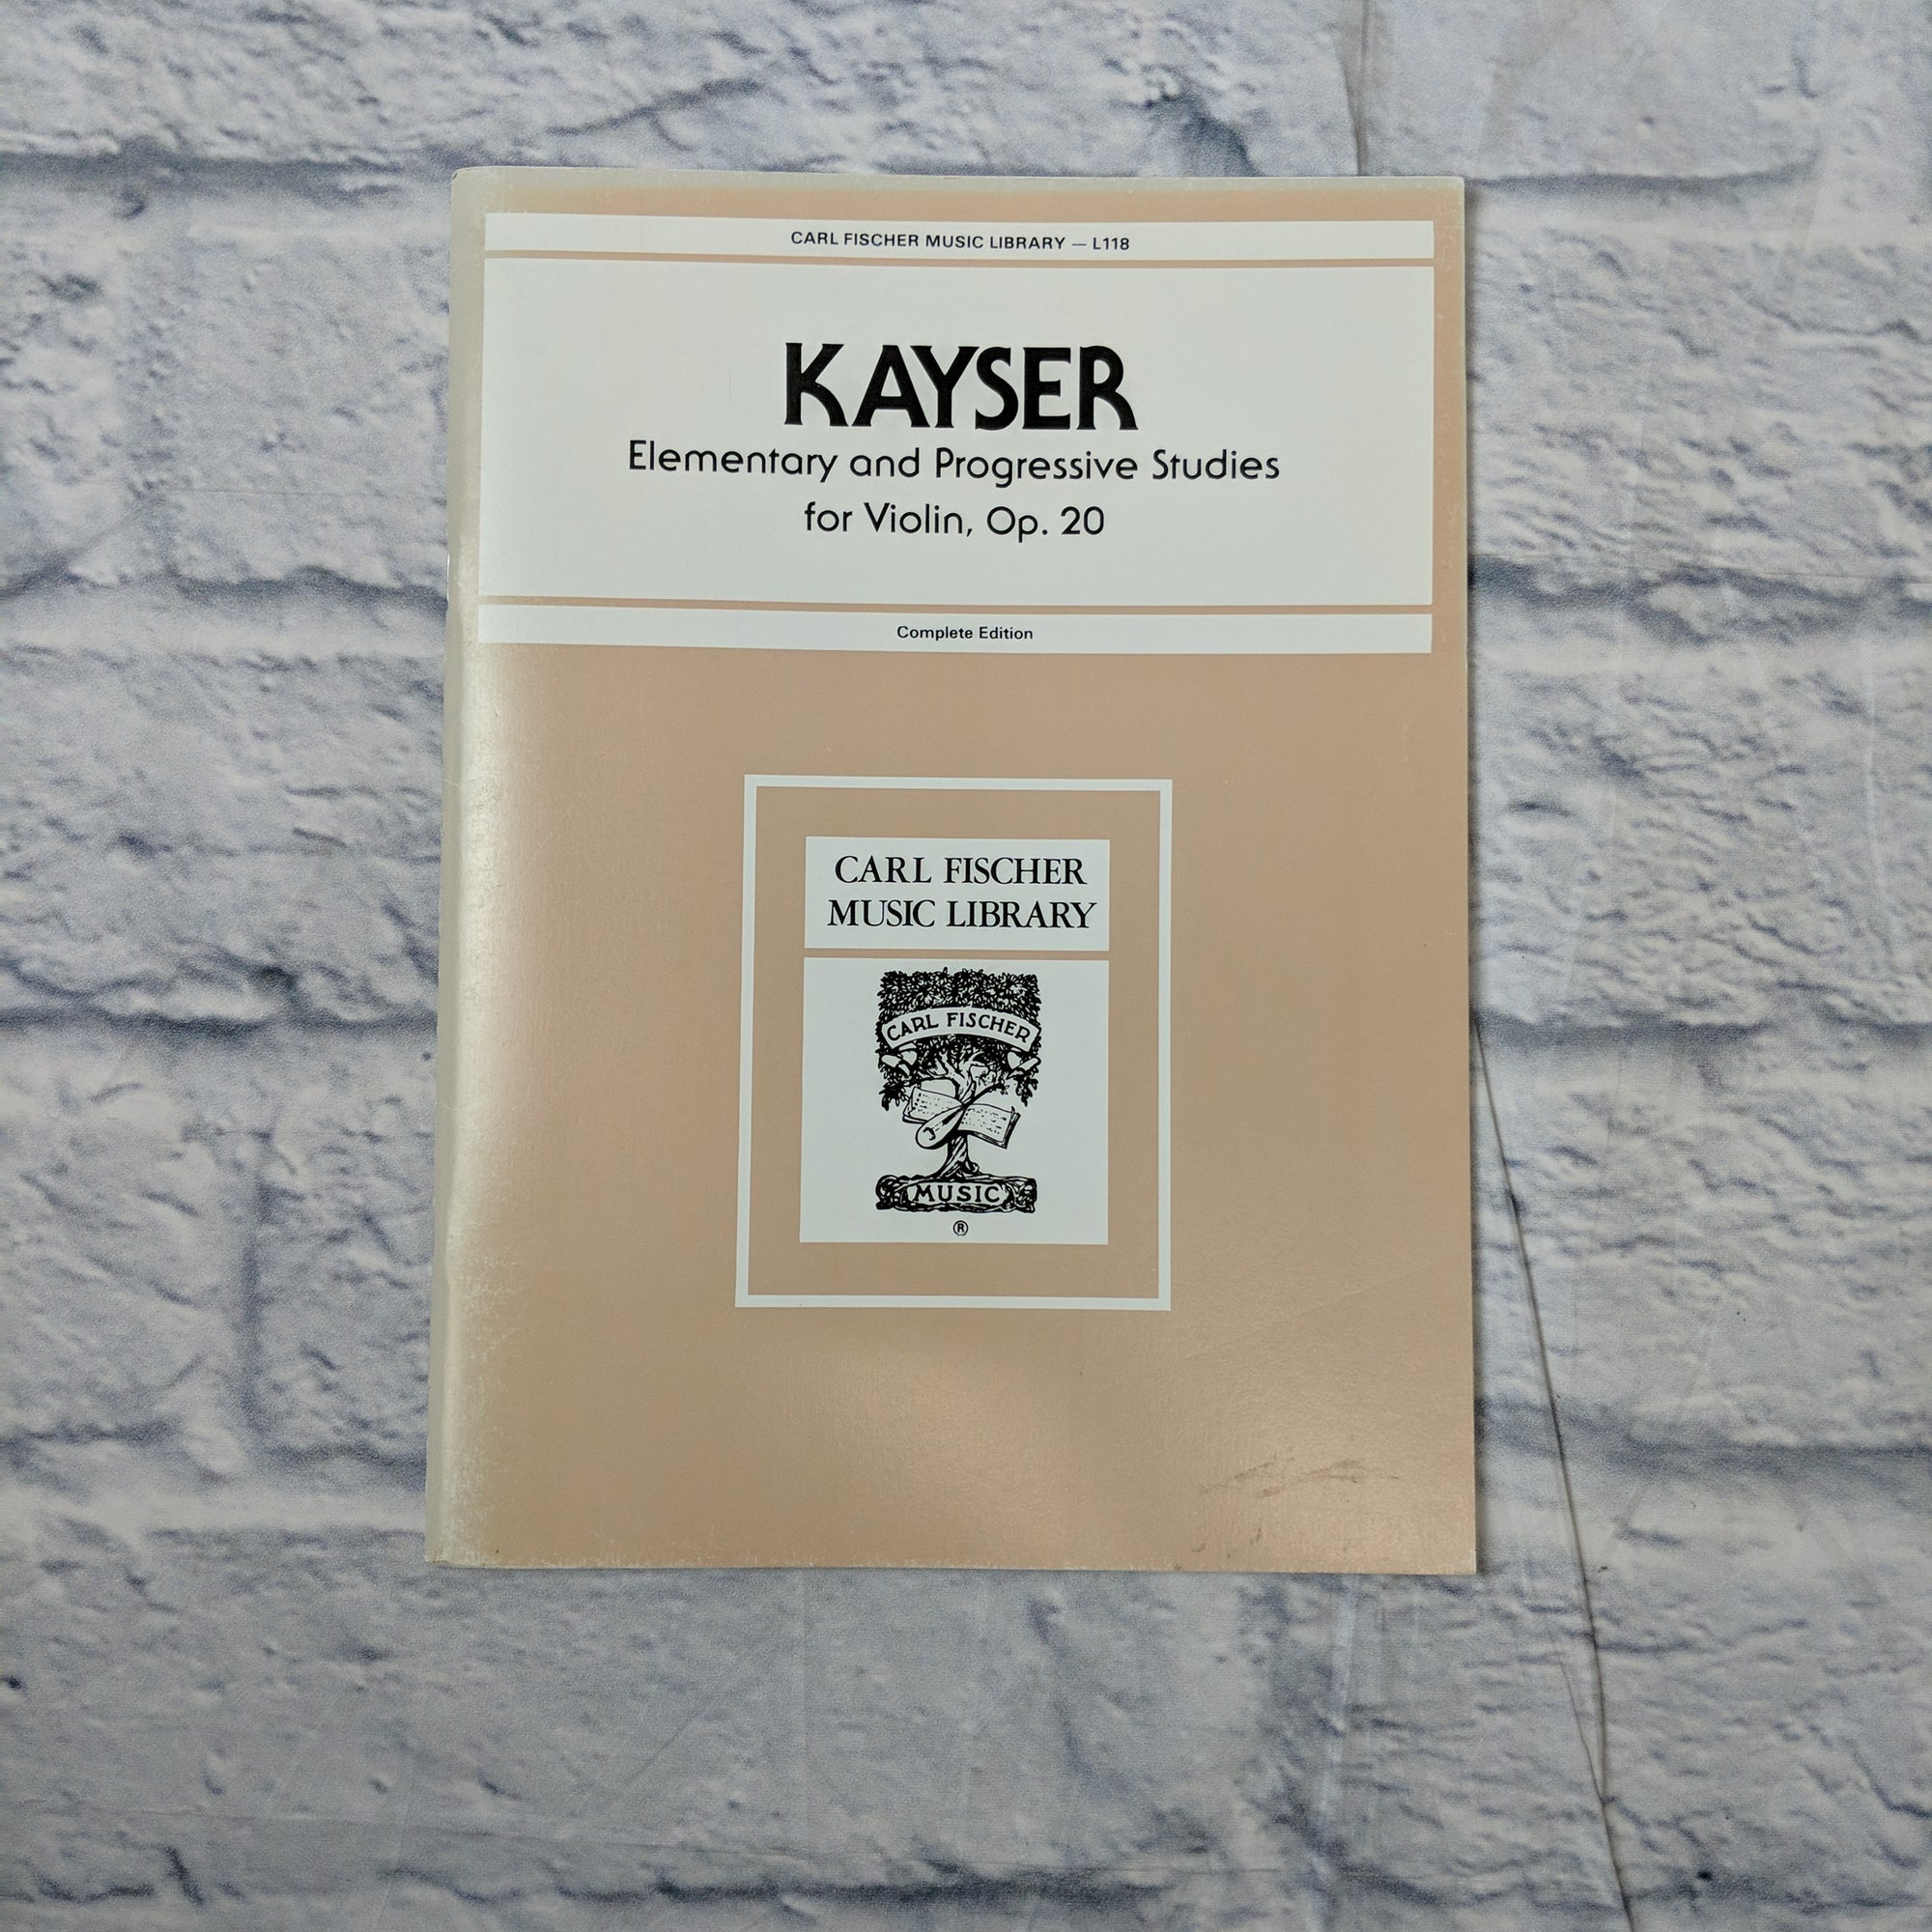 CARL FISCHER MUSIC LIBRARY — L118
KAYSER
Elementary and Progressive Studies
for Violin, Op. 20
Complete Edition
CARL FISCHER
MUSIC LIBRARY
CARL FISCHER
MUSIC
®